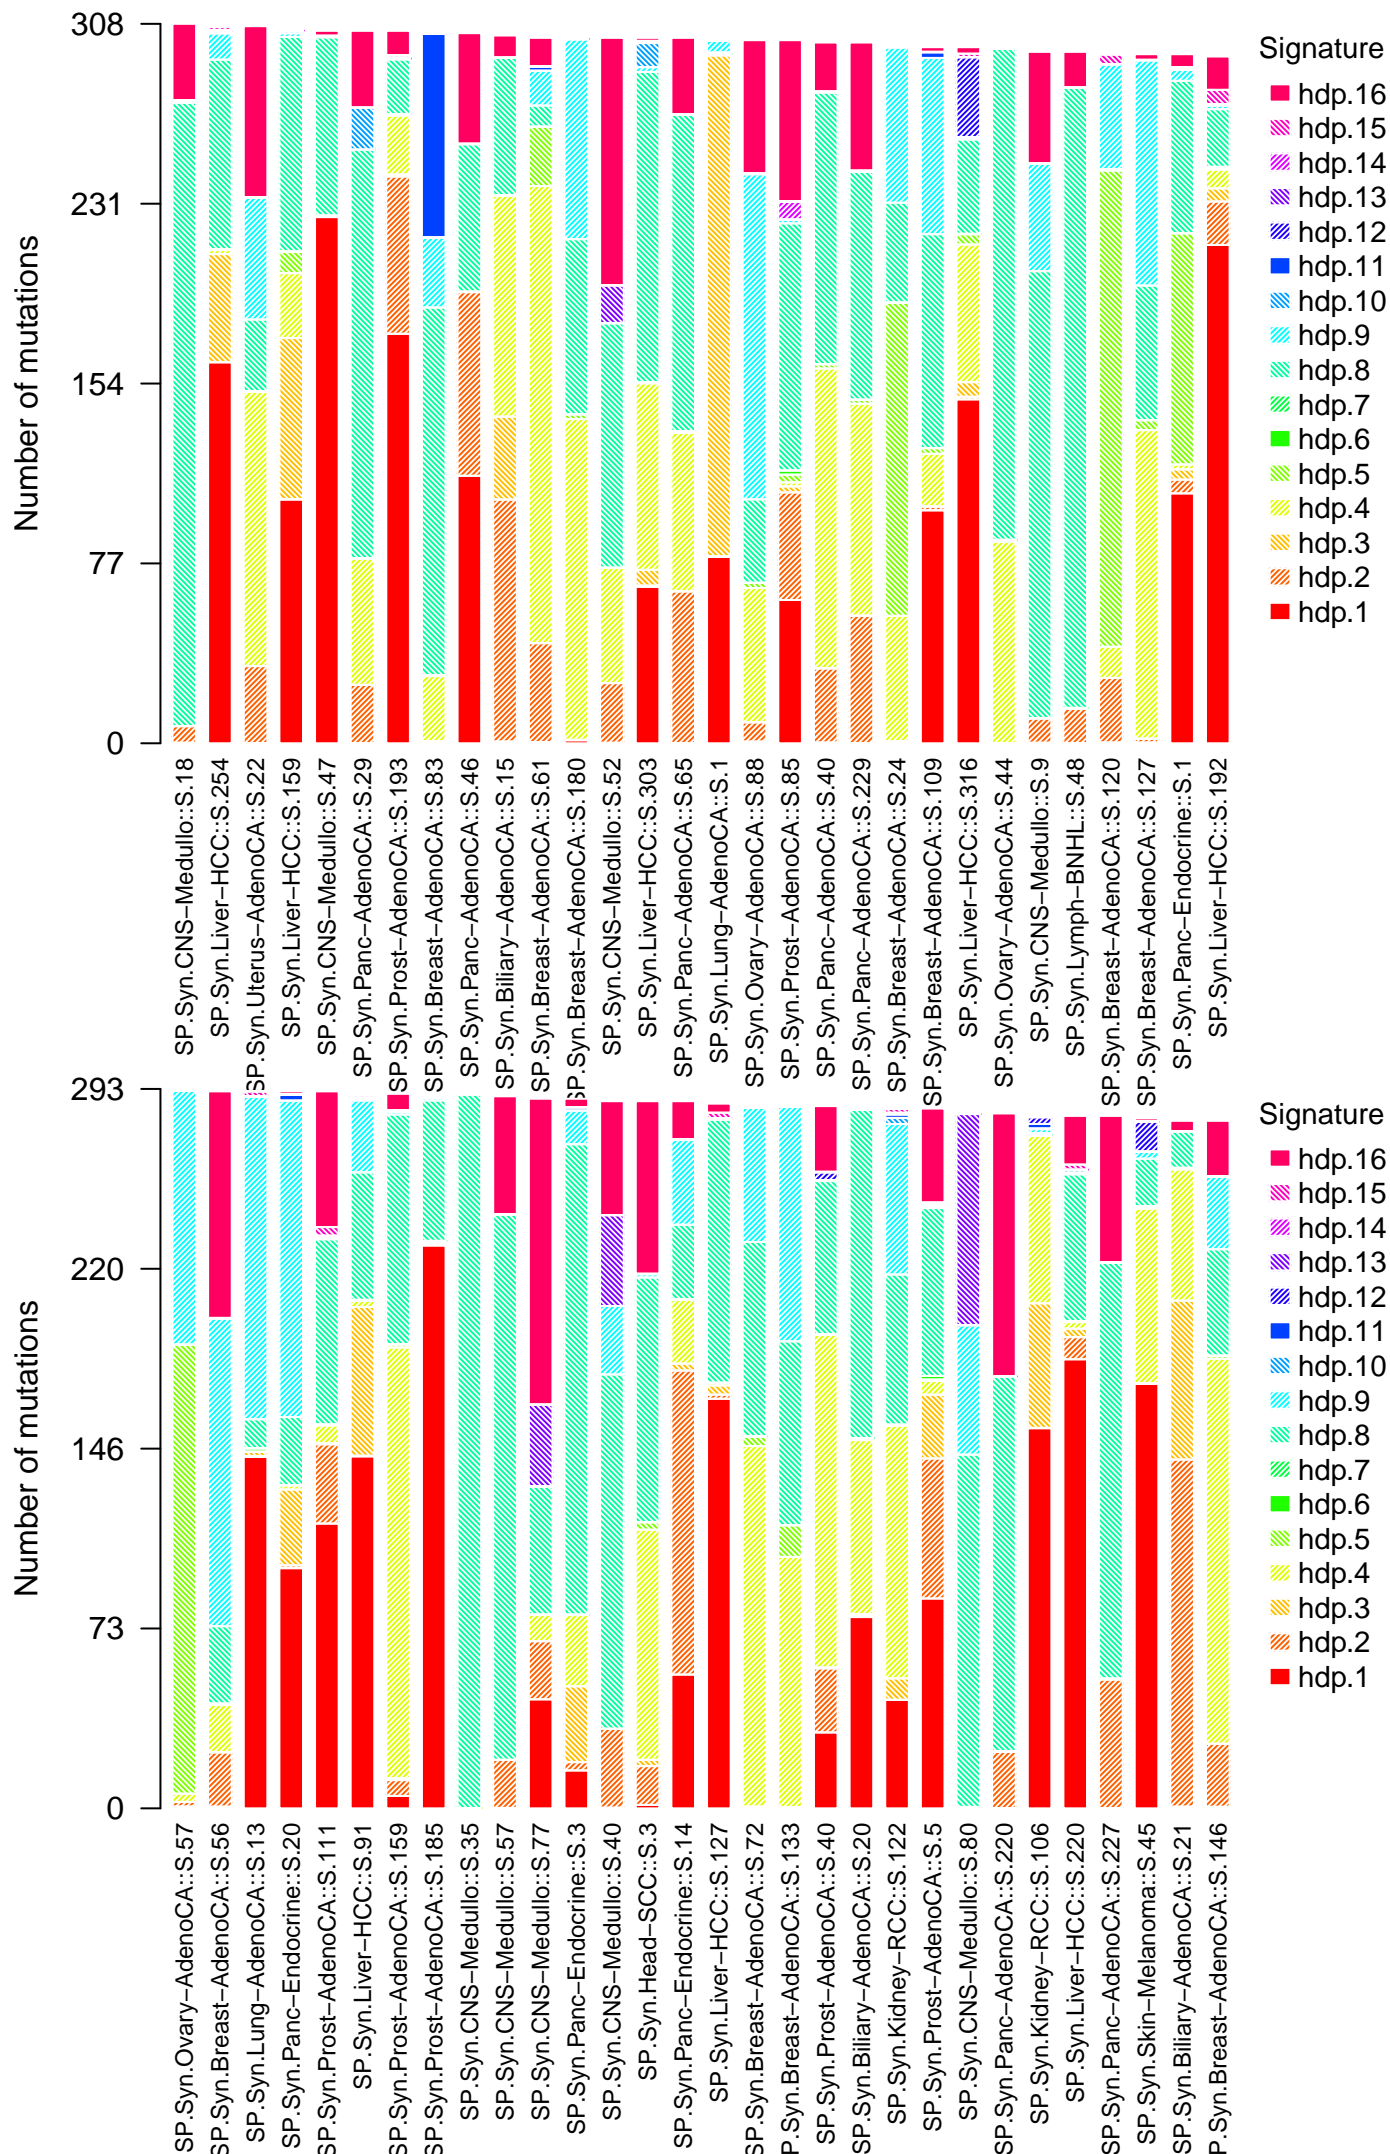 308
231
154
77
0
Number of mutations
Signature
hdp.16
hdp.15
hdp.14
hdp.13
hdp.12
hdp.11
hdp.10
hdp.9
hdp.8
hdp.7
hdp.6
hdp.5
hdp.4
hdp.3
hdp.2
hdp.1
SP.Syn.CNS−Medullo::S.18
SP.Syn.Liver−HCC::S.254
SP.Syn.Uterus−AdenoCA::S.22
SP.Syn.Liver−HCC::S.159
SP.Syn.CNS−Medullo::S.47
SP.Syn.Panc−AdenoCA::S.29
SP.Syn.Prost−AdenoCA::S.193
SP.Syn.Breast−AdenoCA::S.83
SP.Syn.Panc−AdenoCA::S.46
SP.Syn.Biliary−AdenoCA::S.15
SP.Syn.Breast−AdenoCA::S.61
SP.Syn.Breast−AdenoCA::S.180
SP.Syn.CNS−Medullo::S.52
SP.Syn.Liver−HCC::S.303
SP.Syn.Panc−AdenoCA::S.65
SP.Syn.Lung−AdenoCA::S.1
SP.Syn.Ovary−AdenoCA::S.88
SP.Syn.Prost−AdenoCA::S.85
SP.Syn.Panc−AdenoCA::S.40
SP.Syn.Panc−AdenoCA::S.229
SP.Syn.Breast−AdenoCA::S.24
SP.Syn.Breast−AdenoCA::S.109
SP.Syn.Liver−HCC::S.316
SP.Syn.Ovary−AdenoCA::S.44
SP.Syn.CNS−Medullo::S.9
SP.Syn.Lymph−BNHL::S.48
SP.Syn.Breast−AdenoCA::S.120
SP.Syn.Breast−AdenoCA::S.127
SP.Syn.Panc−Endocrine::S.1
SP.Syn.Liver−HCC::S.192
293
220
146
73
0
Number of mutations
Signature
hdp.16
hdp.15
hdp.14
hdp.13
hdp.12
hdp.11
hdp.10
hdp.9
hdp.8
hdp.7
hdp.6
hdp.5
hdp.4
hdp.3
hdp.2
hdp.1
SP.Syn.Ovary−AdenoCA::S.57
SP.Syn.Breast−AdenoCA::S.56
SP.Syn.Lung−AdenoCA::S.13
SP.Syn.Panc−Endocrine::S.20
SP.Syn.Prost−AdenoCA::S.111
SP.Syn.Liver−HCC::S.91
SP.Syn.Prost−AdenoCA::S.159
SP.Syn.Prost−AdenoCA::S.185
SP.Syn.CNS−Medullo::S.35
SP.Syn.CNS−Medullo::S.57
SP.Syn.CNS−Medullo::S.77
SP.Syn.Panc−Endocrine::S.3
SP.Syn.CNS−Medullo::S.40
SP.Syn.Head−SCC::S.3
SP.Syn.Panc−Endocrine::S.14
SP.Syn.Liver−HCC::S.127
SP.Syn.Breast−AdenoCA::S.72
SP.Syn.Breast−AdenoCA::S.133
SP.Syn.Prost−AdenoCA::S.40
SP.Syn.Biliary−AdenoCA::S.20
SP.Syn.Kidney−RCC::S.122
SP.Syn.Prost−AdenoCA::S.5
SP.Syn.CNS−Medullo::S.80
SP.Syn.Panc−AdenoCA::S.220
SP.Syn.Kidney−RCC::S.106
SP.Syn.Liver−HCC::S.220
SP.Syn.Panc−AdenoCA::S.227
SP.Syn.Skin−Melanoma::S.45
SP.Syn.Biliary−AdenoCA::S.21
P.Syn.Breast−AdenoCA::S.146